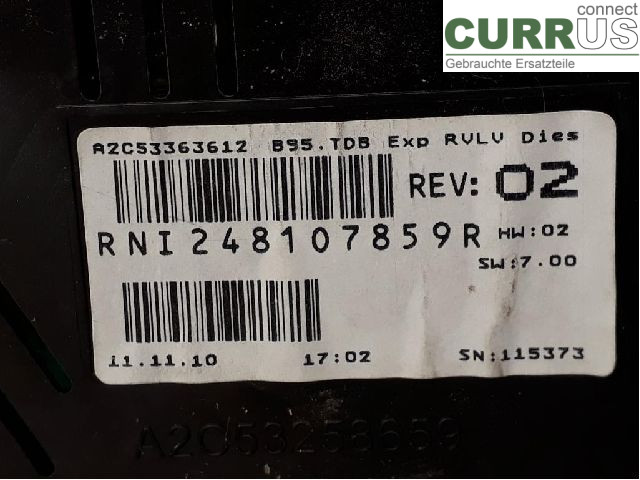 connect
CURRUS
Gebrauchte Ersatzteile
A2C53363612 B95.TDB Exp RVLV Dies
REV: 02
RNI248107859R HW:02
SW:7.00
11.11.10 17:02 SN:115373
A2C53258659